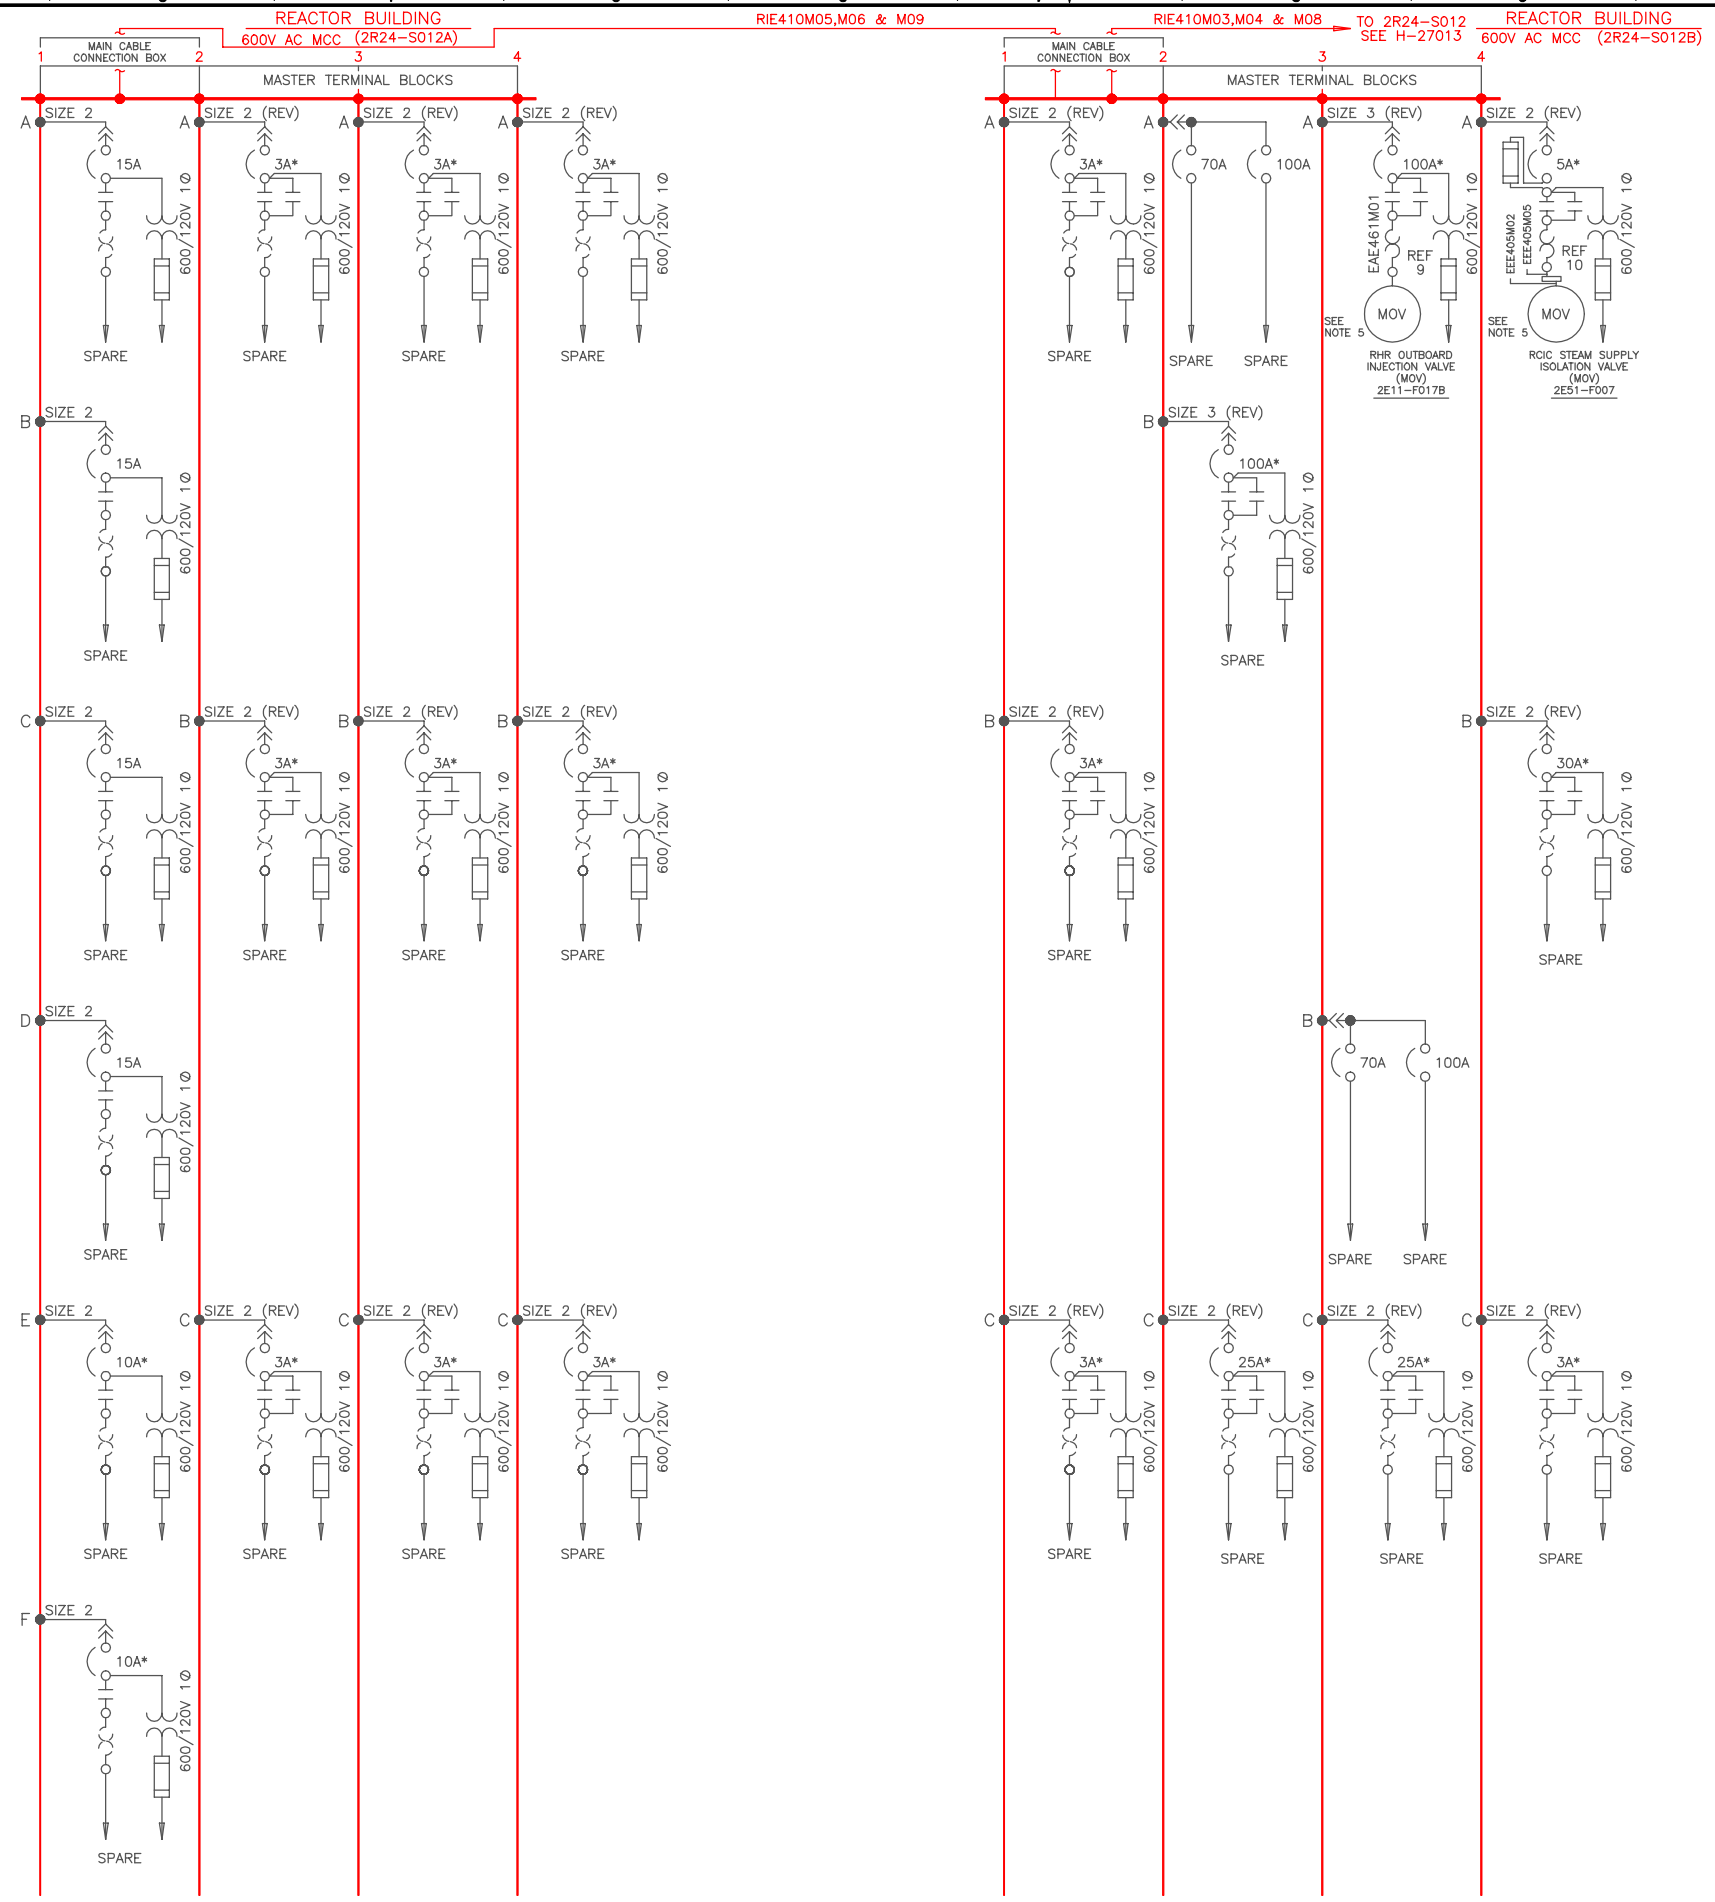 REACTOR BUILDING
600V AC MCC (2R24-S012A)
RIE410M05,M06 & M09
RIE410M03,M04 & M08
TO 2R24-S012
SEE H-27013
REACTOR BUILDING
600V AC MCC (2R24-S012B)
MAIN CABLE
CONNECTION BOX
1 2 3 4
MASTER TERMINAL BLOCKS
MAIN CABLE
CONNECTION BOX
1 2 3 4
MASTER TERMINAL BLOCKS
A SIZE 2
15A
600/120V 1Ø
SPARE
A SIZE 2 (REV)
3A*
600/120V 1Ø
SPARE
A SIZE 2 (REV)
3A*
600/120V 1Ø
SPARE
A SIZE 2 (REV)
3A*
600/120V 1Ø
SPARE
A SIZE 2 (REV)
3A*
600/120V 1Ø
SPARE
A
70A
100A
SPARE
SPARE
A SIZE 3 (REV)
100A*
600/120V 1Ø
EAE461M01
REF
9
MOV
SEE
NOTE 5
RHR OUTBOARD
INJECTION VALVE
(MOV)
2E11-F017B
A SIZE 2 (REV)
5A*
600/120V 1Ø
EEE405M02
EEE405M05
REF
10
MOV
SEE
NOTE 5
RCIC STEAM SUPPLY
ISOLATION VALVE
(MOV)
2E51-F007
B SIZE 2
15A
600/120V 1Ø
SPARE
B SIZE 3 (REV)
100A*
600/120V 1Ø
SPARE
C SIZE 2
15A
600/120V 1Ø
SPARE
B SIZE 2 (REV)
3A*
600/120V 1Ø
SPARE
B SIZE 2 (REV)
3A*
600/120V 1Ø
SPARE
B SIZE 2 (REV)
3A*
600/120V 1Ø
SPARE
B SIZE 2 (REV)
3A*
600/120V 1Ø
SPARE
B SIZE 2 (REV)
30A*
600/120V 1Ø
SPARE
D SIZE 2
15A
600/120V 1Ø
SPARE
B
70A
100A
SPARE
SPARE
E SIZE 2
10A*
600/120V 1Ø
SPARE
C SIZE 2 (REV)
3A*
600/120V 1Ø
SPARE
C SIZE 2 (REV)
3A*
600/120V 1Ø
SPARE
C SIZE 2 (REV)
3A*
600/120V 1Ø
SPARE
C SIZE 2 (REV)
3A*
600/120V 1Ø
SPARE
C SIZE 2 (REV)
25A*
600/120V 1Ø
SPARE
C SIZE 2 (REV)
25A*
600/120V 1Ø
SPARE
C SIZE 2 (REV)
3A*
600/120V 1Ø
SPARE
F SIZE 2
10A*
600/120V 1Ø
SPARE